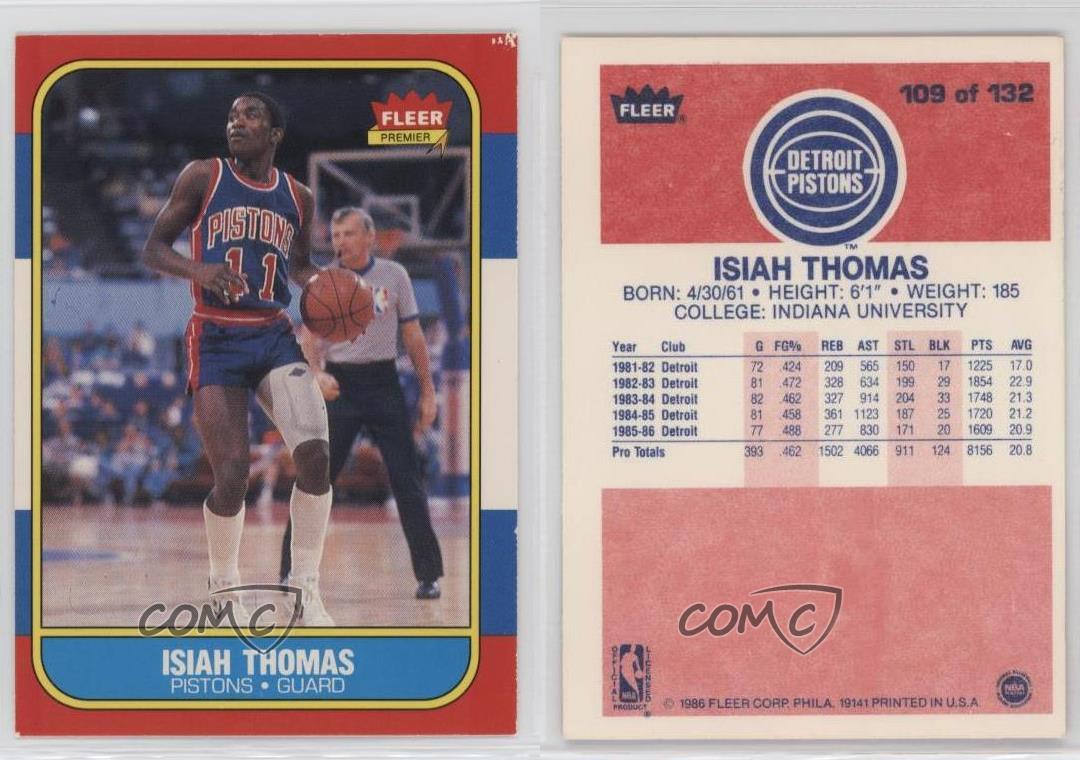 FLEER
PREMIER
PISTONS
11
COMC
ISIAH THOMAS
PISTONS • GUARD
FLEER®
109 of 132
DETROIT
PISTONS
TM
ISIAH THOMAS
BORN: 4/30/61 • HEIGHT: 6'1" • WEIGHT: 185
COLLEGE: INDIANA UNIVERSITY
Year Club G FG% REB AST STL BLK PTS AVG
1981-82 Detroit 72 .424 209 565 150 17 1225 17.0
1982-83 Detroit 81 .472 328 634 199 29 1854 22.9
1983-84 Detroit 82 .462 327 914 204 33 1748 21.3
1984-85 Detroit 81 .458 361 1123 187 25 1720 21.2
1985-86 Detroit 77 .488 277 830 171 20 1609 20.9
Pro Totals 393 .462 1502 4066 911 124 8156 20.8
COMC
OFFICIAL
NBA
LICENSED
PRODUCT®
© 1986 FLEER CORP. PHILA. 19141 PRINTED IN U.S.A.
NBA